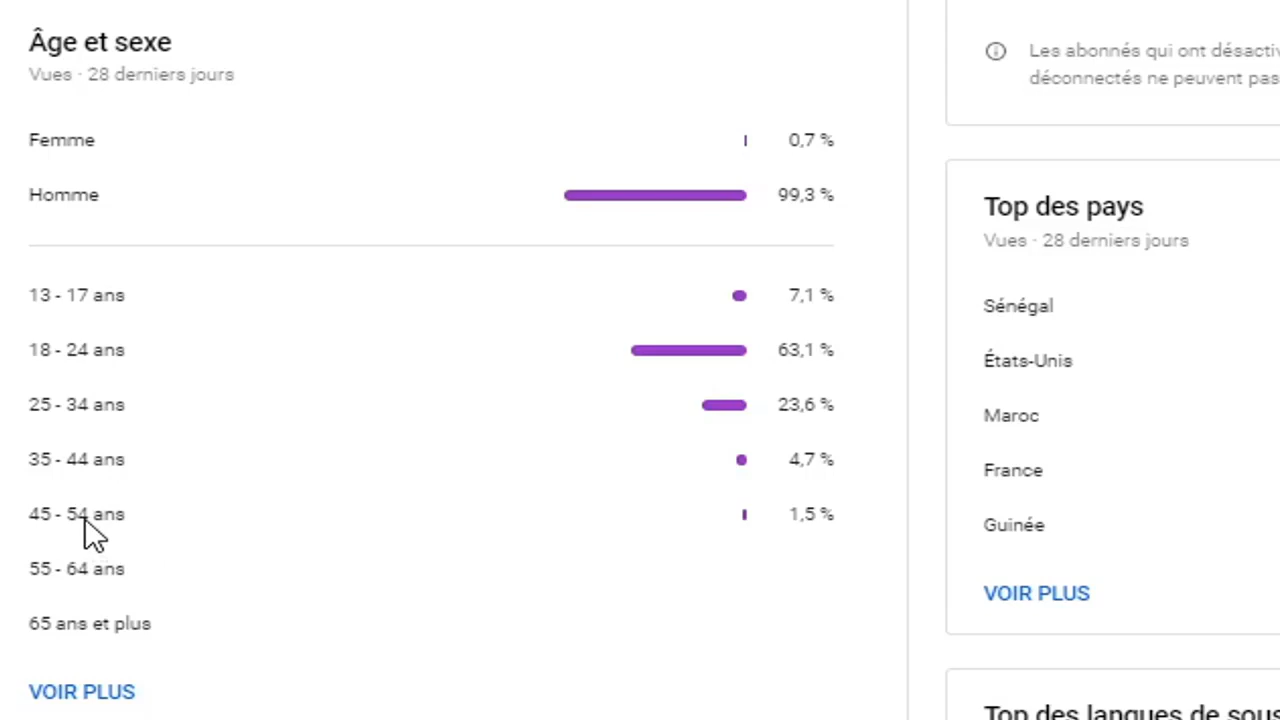 Âge et sexe
Vues · 28 derniers jours
Femme 0,7 %
Homme 99,3 %
13 - 17 ans 7,1 %
18 - 24 ans 63,1 %
25 - 34 ans 23,6 %
35 - 44 ans 4,7 %
45 - 54 ans 1,5 %
55 - 64 ans
65 ans et plus
VOIR PLUS
Les abonnés qui ont désactiv
déconnectés ne peuvent pas
Top des pays
Vues · 28 derniers jours
Sénégal
États-Unis
Maroc
France
Guinée
VOIR PLUS
Top des langues de sous